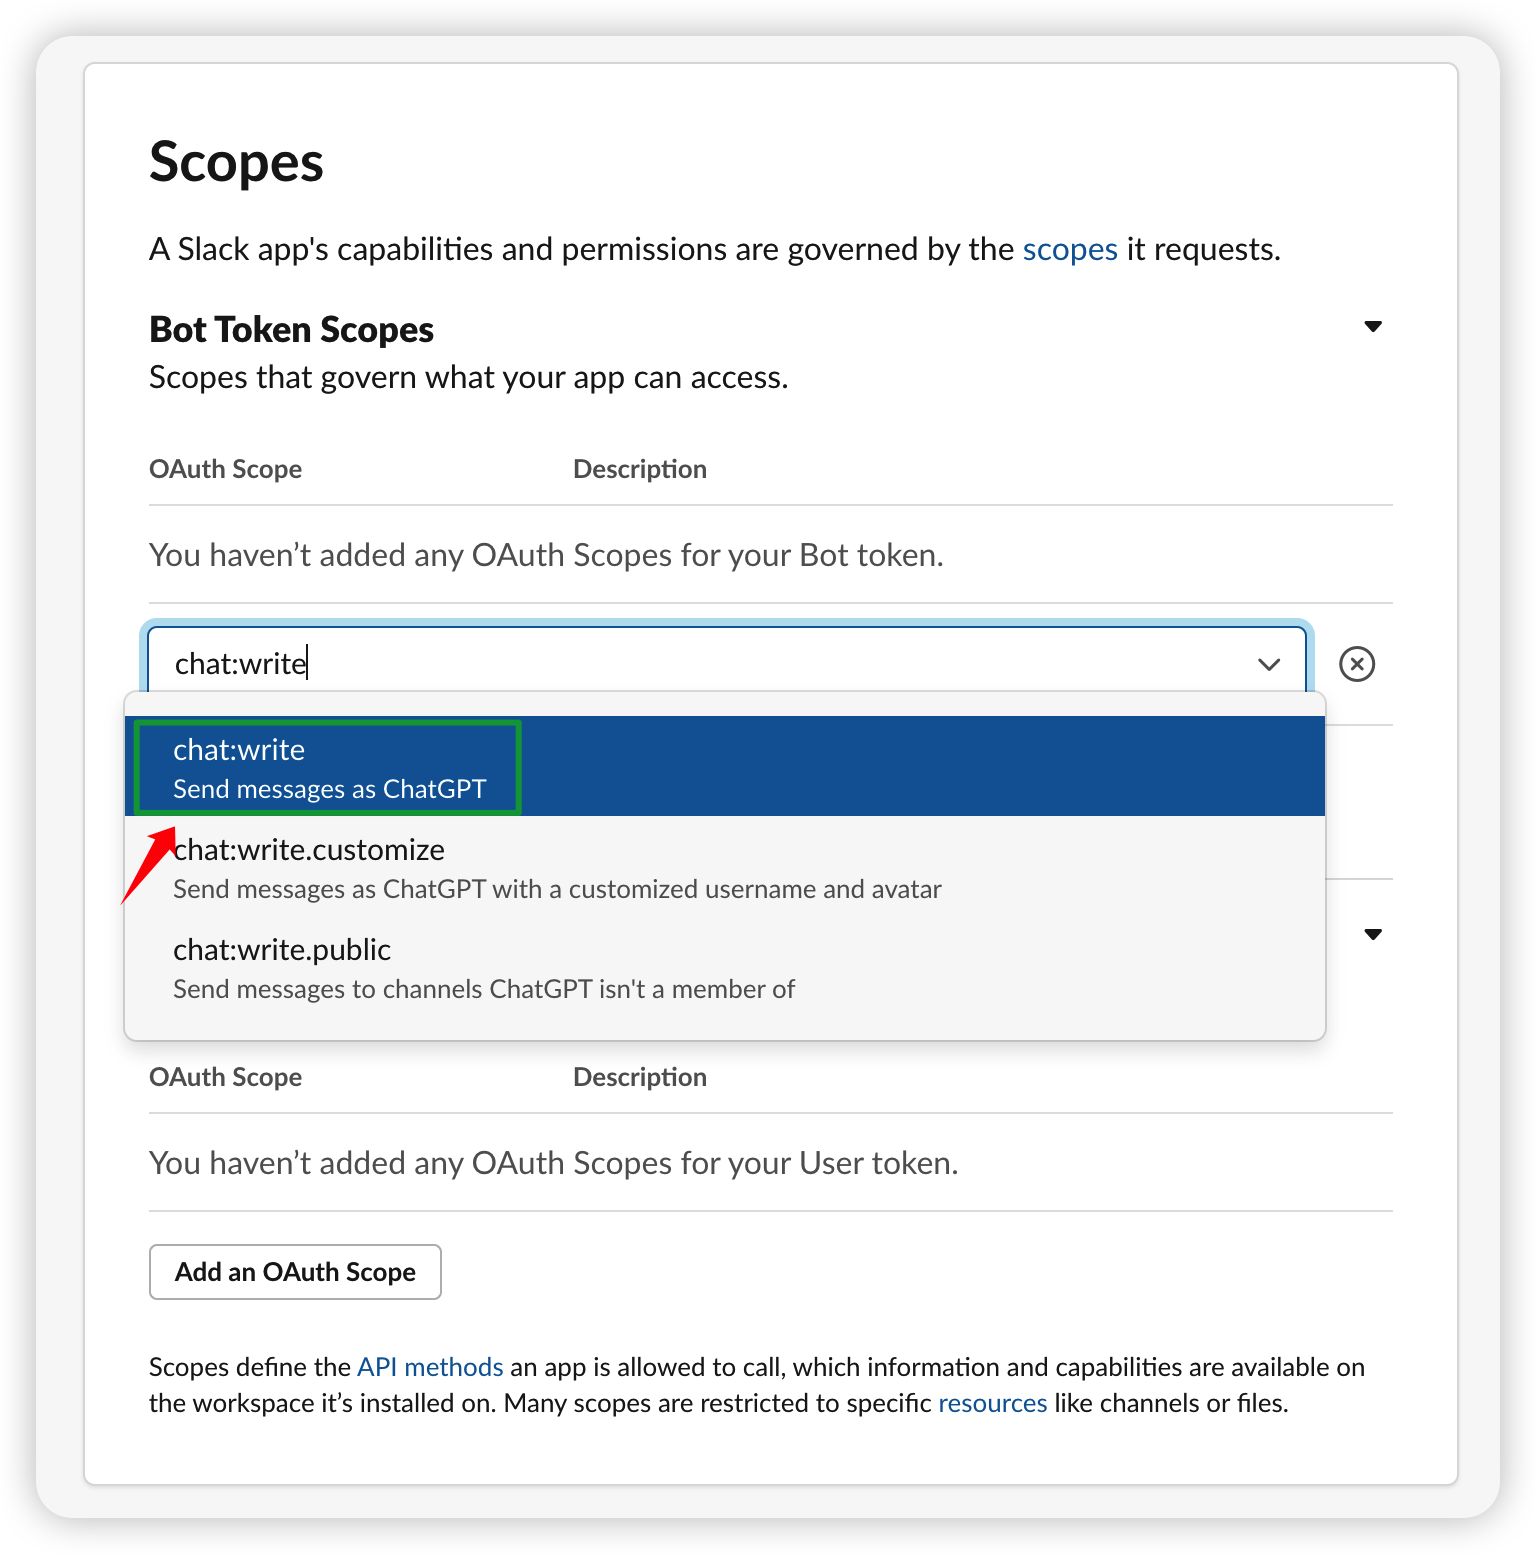 Scopes
A Slack app's capabilities and permissions are governed by the scopes it requests.
Bot Token Scopes
Scopes that govern what your app can access.
OAuth Scope Description
You haven’t added any OAuth Scopes for your Bot token.
chat:write
chat:write
Send messages as ChatGPT
chat:write.customize
Send messages as ChatGPT with a customized username and avatar
chat:write.public
Send messages to channels ChatGPT isn't a member of
OAuth Scope Description
You haven’t added any OAuth Scopes for your User token.
Add an OAuth Scope
Scopes define the API methods an app is allowed to call, which information and capabilities are available on
the workspace it’s installed on. Many scopes are restricted to specific resources like channels or files.